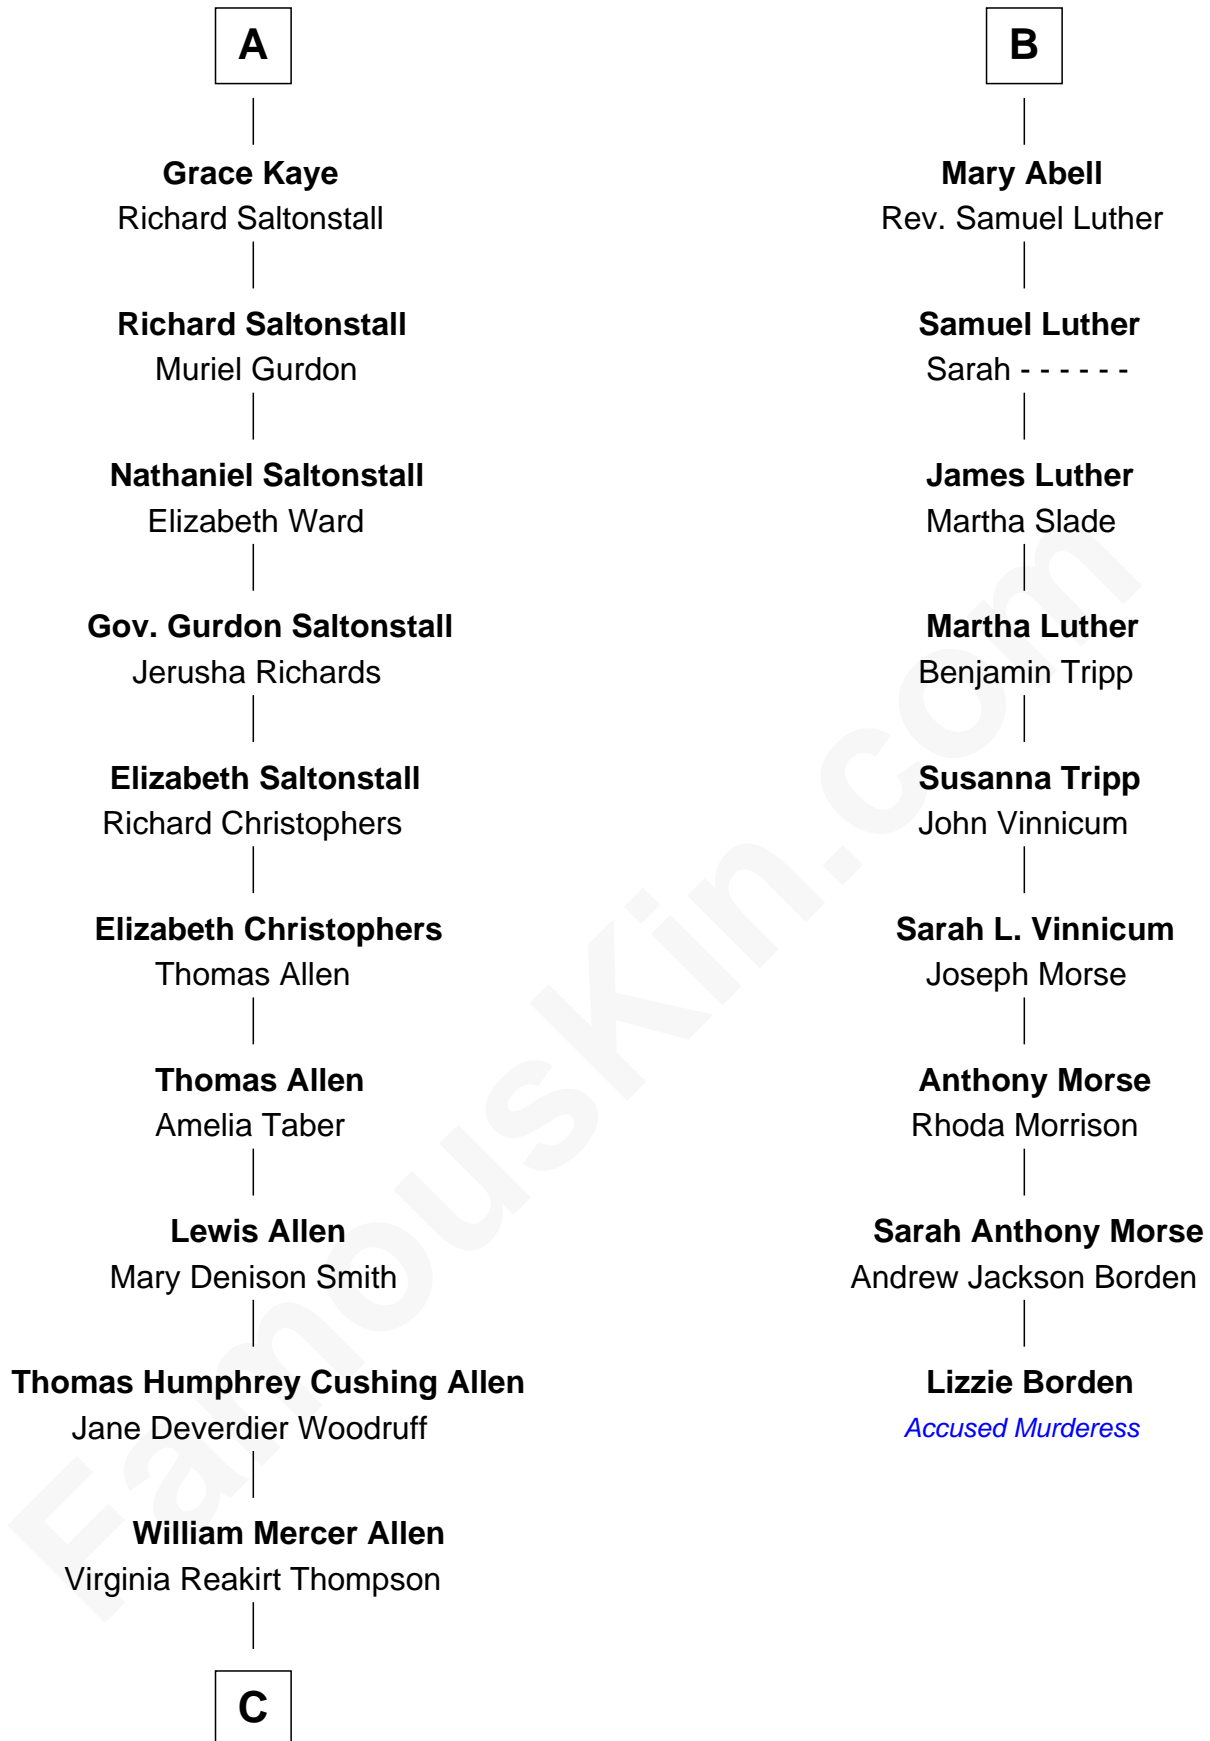 A
Grace Kaye
Richard Saltonstall
Richard Saltonstall
Muriel Gurdon
Nathaniel Saltonstall
Elizabeth Ward
Gov. Gurdon Saltonstall
Jerusha Richards
Elizabeth Saltonstall
Richard Christophers
Elizabeth Christophers
Thomas Allen
Thomas Allen
Amelia Taber
Lewis Allen
Mary Denison Smith
Thomas Humphrey Cushing Allen
Jane Deverdier Woodruff
William Mercer Allen
Virginia Reakirt Thompson
C
B
Mary Abell
Rev. Samuel Luther
Samuel Luther
Sarah - - - - - -
James Luther
Martha Slade
Martha Luther
Benjamin Tripp
Susanna Tripp
John Vinnicum
Sarah L. Vinnicum
Joseph Morse
Anthony Morse
Rhoda Morrison
Sarah Anthony Morse
Andrew Jackson Borden
Lizzie Borden
Accused Murderess
FamousKin.com